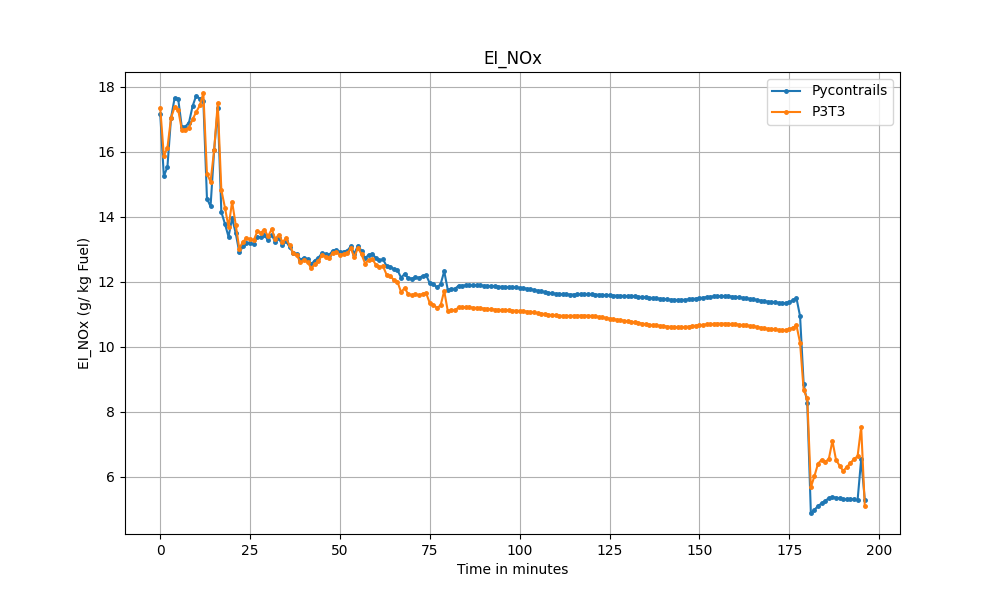 EI_NOx
Pycontrails
P3T3
EI_NOx (g/ kg Fuel)
18
16
14
12
10
8
6
0 25 50 75 100 125 150 175 200
Time in minutes